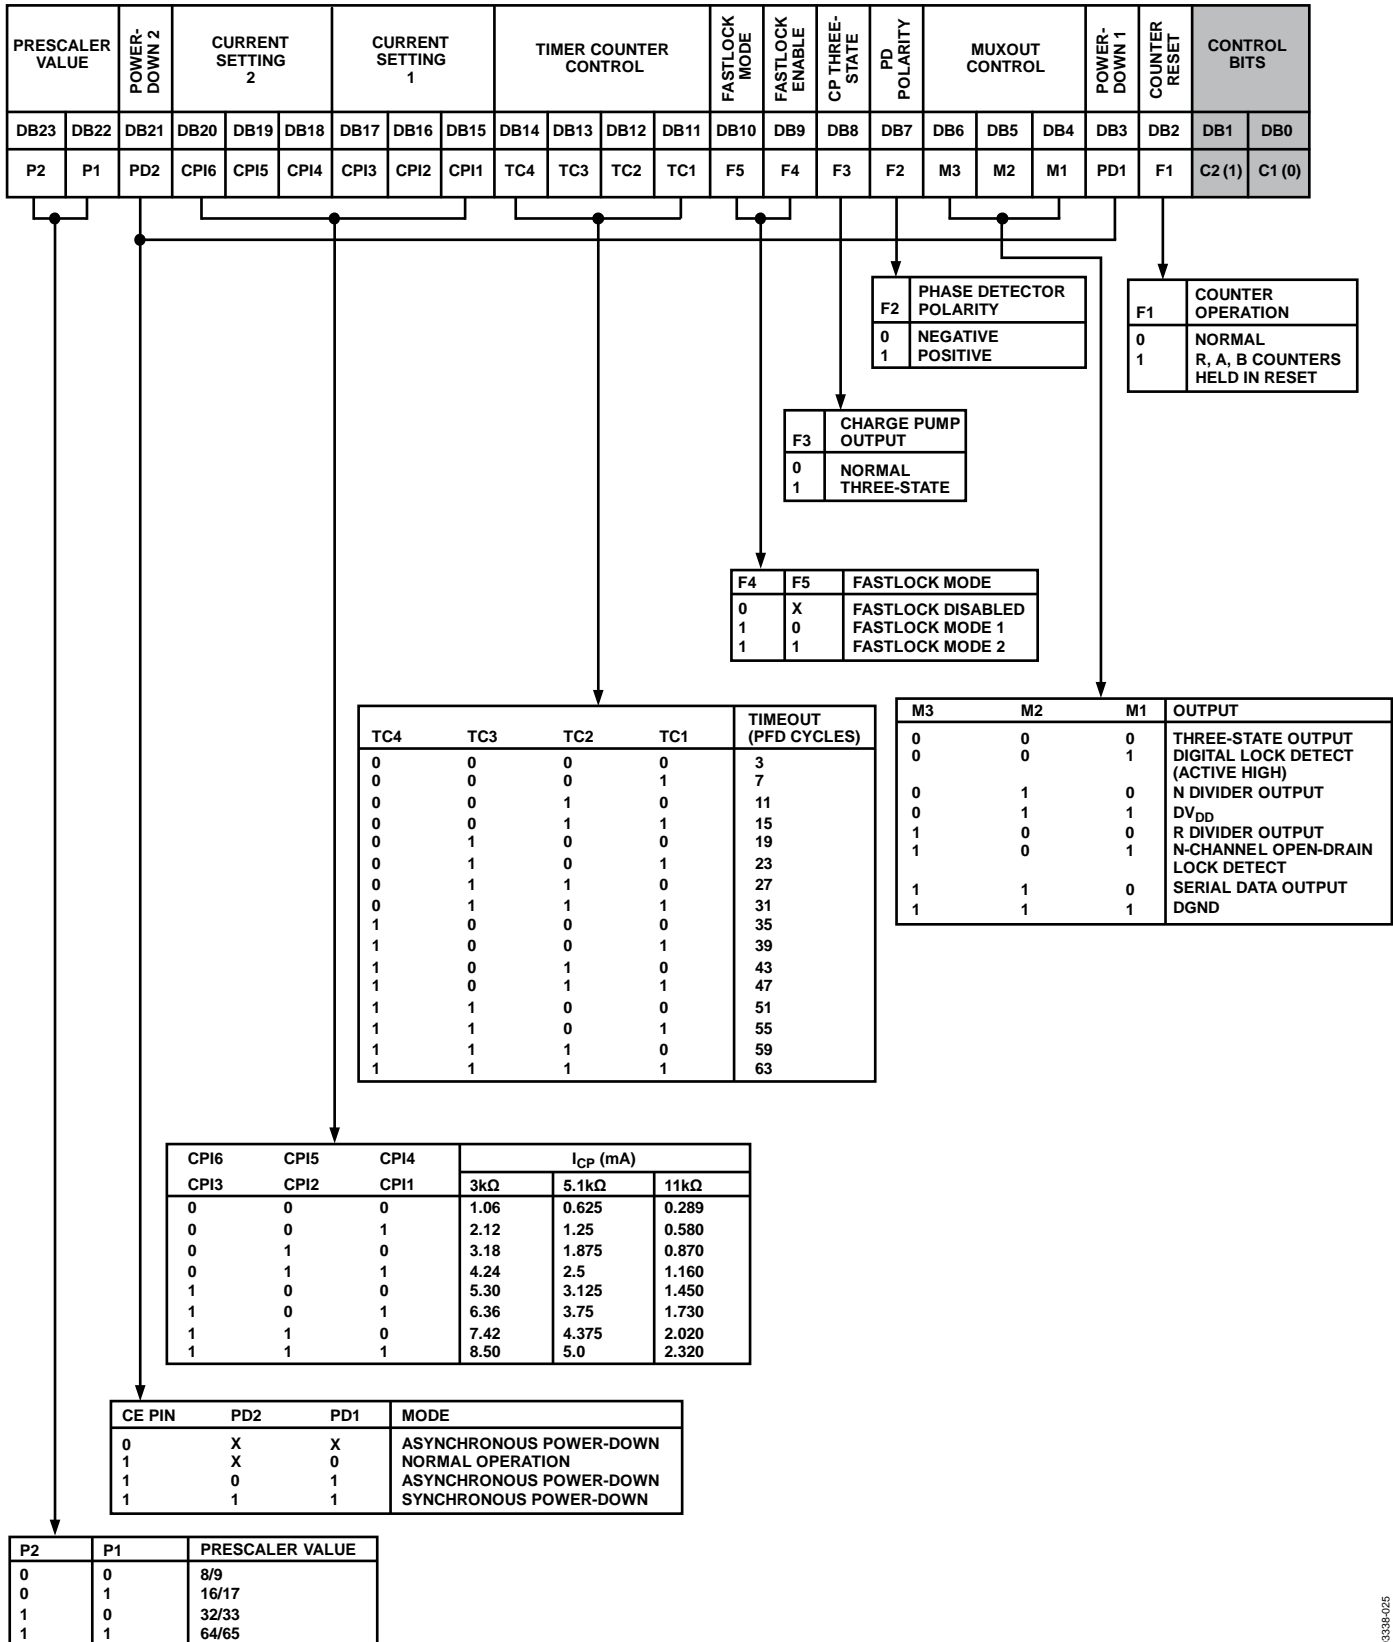 PRESCALER VALUE
POWER-DOWN 2
CURRENT SETTING 2
CURRENT SETTING 1
TIMER COUNTER CONTROL
FASTLOCK MODE
FASTLOCK ENABLE
CP THREE-STATE
PD POLARITY
MUXOUT CONTROL
POWER-DOWN 1
COUNTER RESET
CONTROL BITS
DB23 DB22 DB21 DB20 DB19 DB18 DB17 DB16 DB15 DB14 DB13 DB12 DB11 DB10 DB9 DB8 DB7 DB6 DB5 DB4 DB3 DB2 DB1 DB0
P2 P1 PD2 CPI6 CPI5 CPI4 CPI3 CPI2 CPI1 TC4 TC3 TC2 TC1 F5 F4 F3 F2 M3 M2 M1 PD1 F1 C2 (1) C1 (0)
F2 PHASE DETECTOR POLARITY
0 NEGATIVE
1 POSITIVE
F1 COUNTER OPERATION
0 NORMAL
1 R, A, B COUNTERS
HELD IN RESET
F3 CHARGE PUMP OUTPUT
0 NORMAL
1 THREE-STATE
F4 F5 FASTLOCK MODE
0 X FASTLOCK DISABLED
1 0 FASTLOCK MODE 1
1 1 FASTLOCK MODE 2
M3 M2 M1 OUTPUT
0 0 0 THREE-STATE OUTPUT
0 0 1 DIGITAL LOCK DETECT
(ACTIVE HIGH)
0 1 0 N DIVIDER OUTPUT
0 1 1 DVDD
1 0 0 R DIVIDER OUTPUT
1 0 1 N-CHANNEL OPEN-DRAIN
LOCK DETECT
1 1 0 SERIAL DATA OUTPUT
1 1 1 DGND
TC4 TC3 TC2 TC1 TIMEOUT (PFD CYCLES)
0 0 0 0 3
0 0 0 1 7
0 0 1 0 11
0 0 1 1 15
0 1 0 0 19
0 1 0 1 23
0 1 1 0 27
0 1 1 1 31
1 0 0 0 35
1 0 0 1 39
1 0 1 0 43
1 0 1 1 47
1 1 0 0 51
1 1 0 1 55
1 1 1 0 59
1 1 1 1 63
CPI6 CPI5 CPI4 ICP (mA)
CPI3 CPI2 CPI1 3kΩ 5.1kΩ 11kΩ
0 0 0 1.06 0.625 0.289
0 0 1 2.12 1.25 0.580
0 1 0 3.18 1.875 0.870
0 1 1 4.24 2.5 1.160
1 0 0 5.30 3.125 1.450
1 0 1 6.36 3.75 1.730
1 1 0 7.42 4.375 2.020
1 1 1 8.50 5.0 2.320
CE PIN PD2 PD1 MODE
0 X X ASYNCHRONOUS POWER-DOWN
1 X 0 NORMAL OPERATION
1 0 1 ASYNCHRONOUS POWER-DOWN
1 1 1 SYNCHRONOUS POWER-DOWN
P2 P1 PRESCALER VALUE
0 0 8/9
0 1 16/17
1 0 32/33
1 1 64/65
3338-025